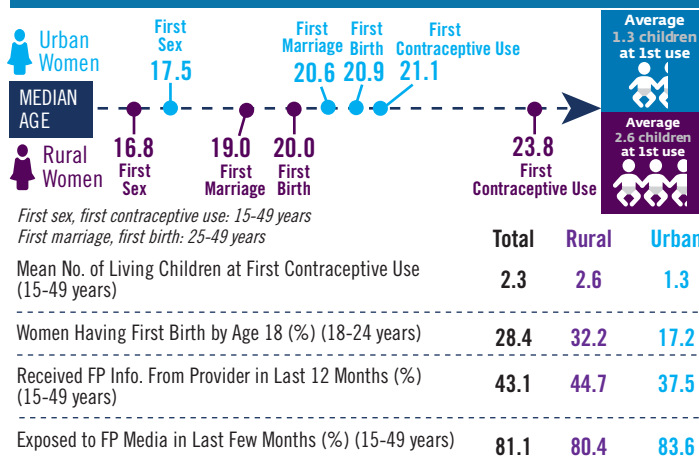 Urban
Women
First
Sex
17.5
First
Marriage
20.6
First
Birth
20.9
First
Contraceptive Use
21.1
Average
1.3 children
at 1st use
MEDIAN
AGE
Rural
Women
16.8
First
Sex
19.0
First
Marriage
20.0
First
Birth
23.8
First
Contraceptive Use
Average
2.6 children
at 1st use
First sex, first contraceptive use: 15-49 years
First marriage, first birth: 25-49 years
Total Rural Urban
Mean No. of Living Children at First Contraceptive Use
(15-49 years)
2.3 2.6 1.3
Women Having First Birth by Age 18 (%) (18-24 years) 28.4 32.2 17.2
Received FP Info. From Provider in Last 12 Months (%)
(15-49 years)
43.1 44.7 37.5
Exposed to FP Media in Last Few Months (%) (15-49 years) 81.1 80.4 83.6